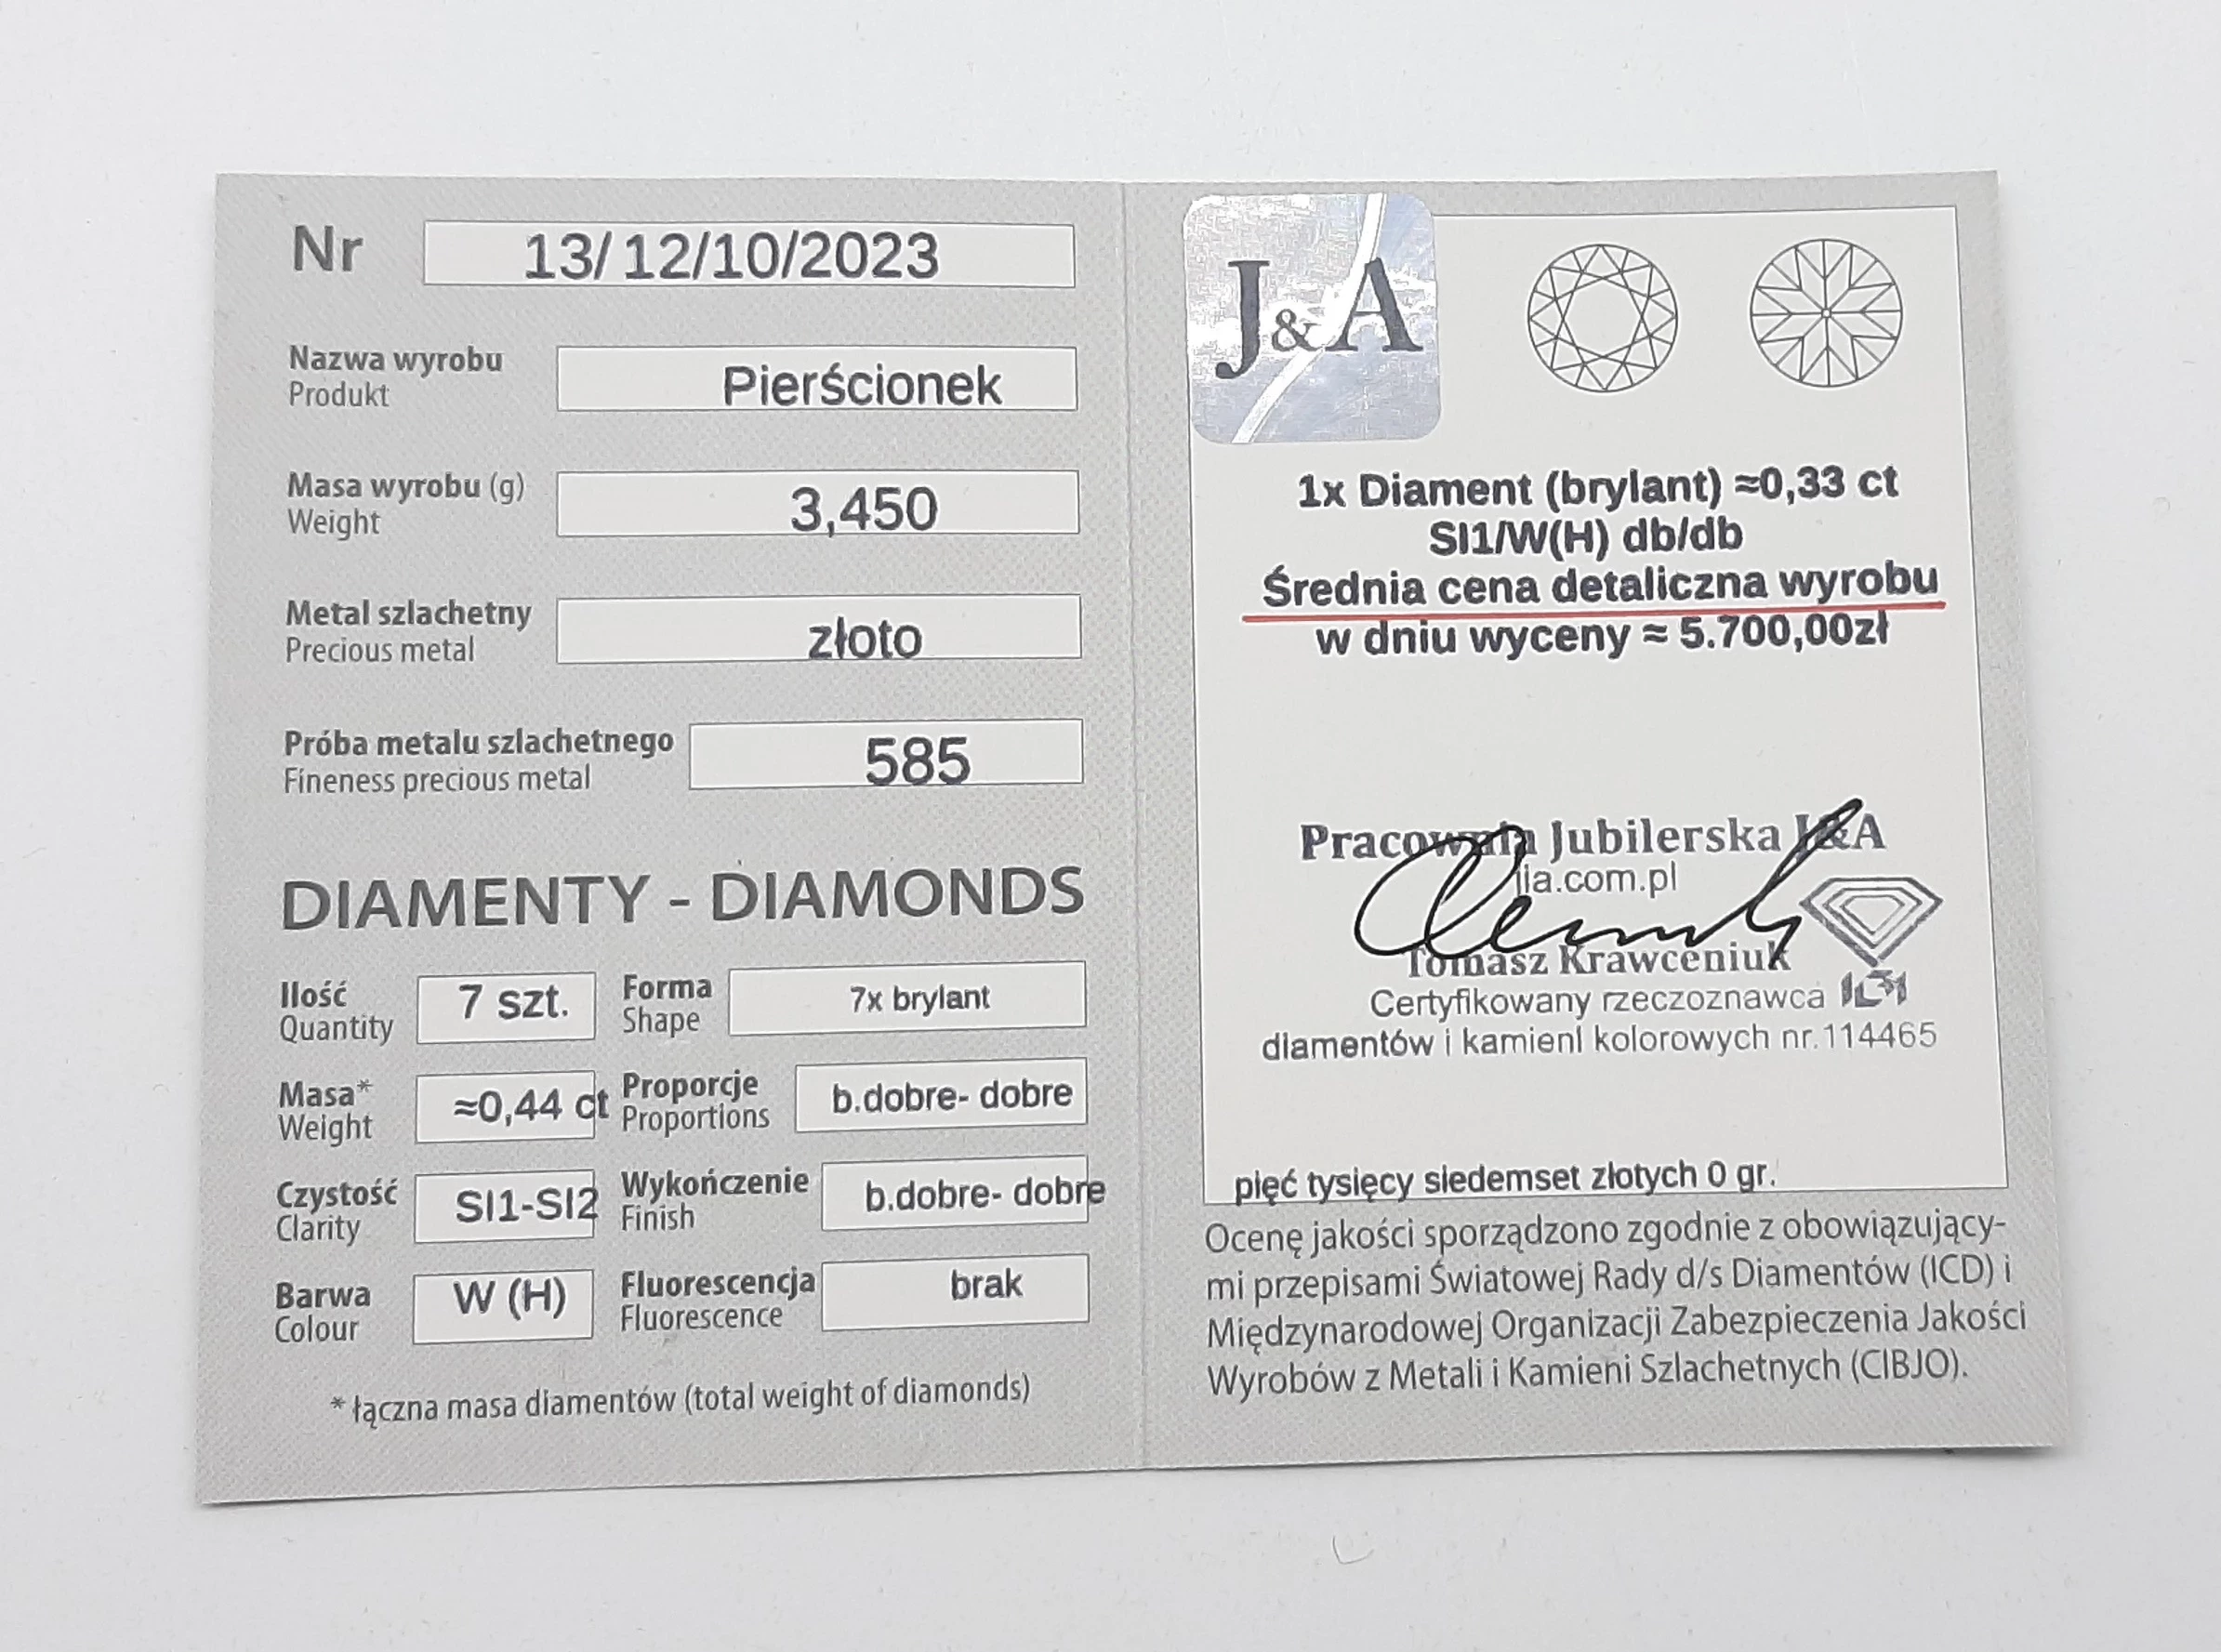 Nr 13/12/10/2023
Nazwa wyrobu
Produkt
Pierścionek
Masa wyrobu (g)
Weight
3,450
Metal szlachetny
Precious metal
złoto
Próba metalu szlachetnego
Fineness precious metal
585
DIAMENTY - DIAMONDS
Ilość
Quantity
7 szt.
Forma
Shape
7x brylant
Masa*
Weight
≈0,44 ct
Proporcje
Proportions
b.dobre- dobre
Czystość
Clarity
SI1-SI2
Wykończenie
Finish
b.dobre- dobre
Barwa
Colour
W (H)
Fluorescencja
Fluorescence
brak
* łączna masa diamentów (total weight of diamonds)
J&A
1x Diament (brylant) ≈0,33 ct
SI1/W(H) db/db
Średnia cena detaliczna wyrobu
w dniu wyceny ≈ 5.700,00zł
Pracownia Jubilerska J&A
jia.com.pl
Tomasz Krawceniuk
Certyfikowany rzeczoznawca
diamentów i kamieni kolorowych nr.114465
pięć tysięcy siedemset złotych 0 gr.
Ocenę jakości sporządzono zgodnie z obowiązujący-
mi przepisami Światowej Rady d/s Diamentów (ICD) i
Międzynarodowej Organizacji Zabezpieczenia Jakości
Wyrobów z Metali i Kamieni Szlachetnych (CIBJO).